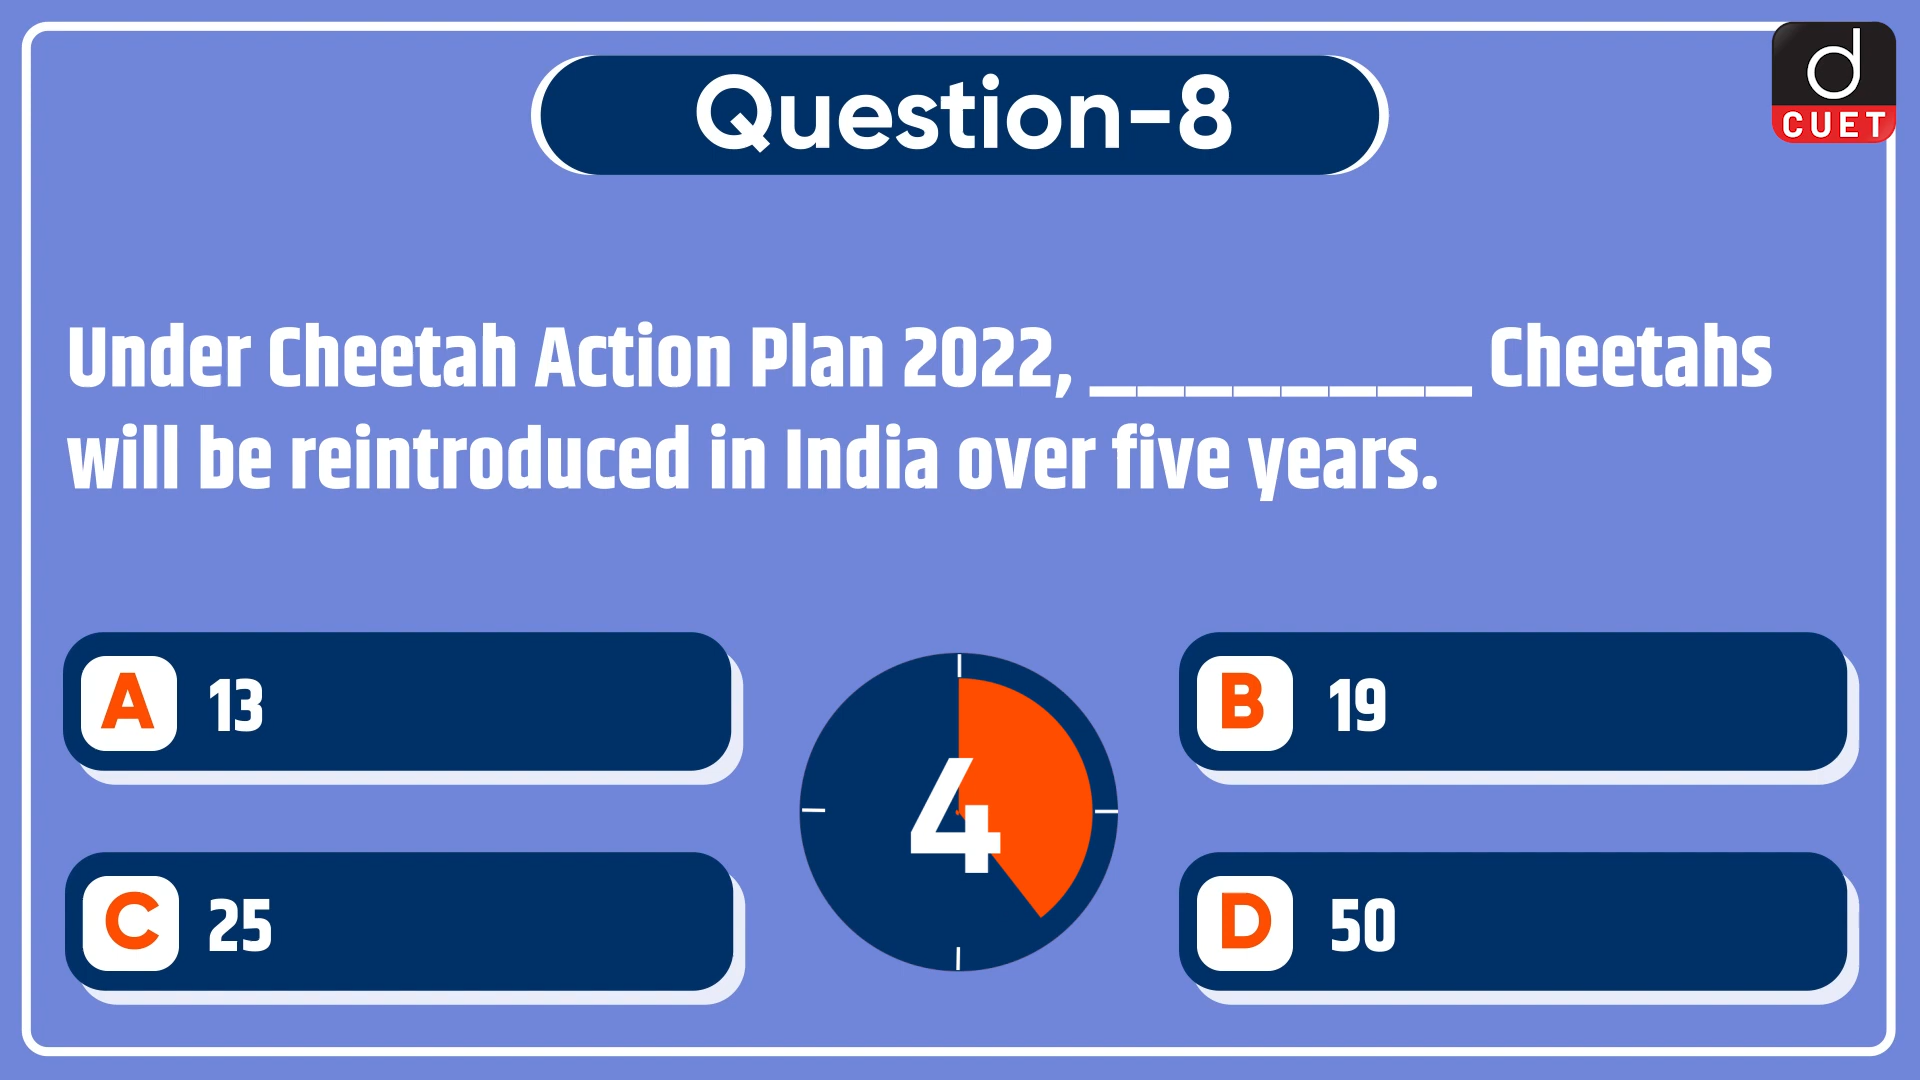 Question-8
d
CUET
Under Cheetah Action Plan 2022, ________ Cheetahs
will be reintroduced in India over five years.
A 13
B 19
4
C 25
D 50